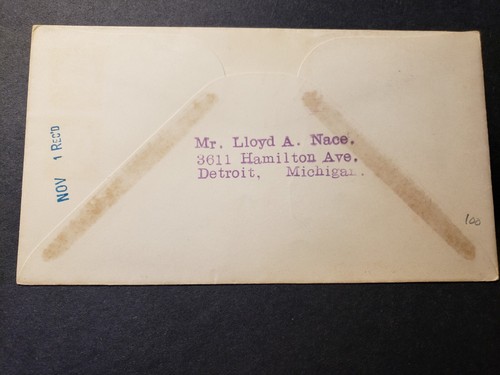 NOV 1 REC'D
Mr. Lloyd A. Nace.
3611 Hamilton Ave.
Detroit, Michigan.
100